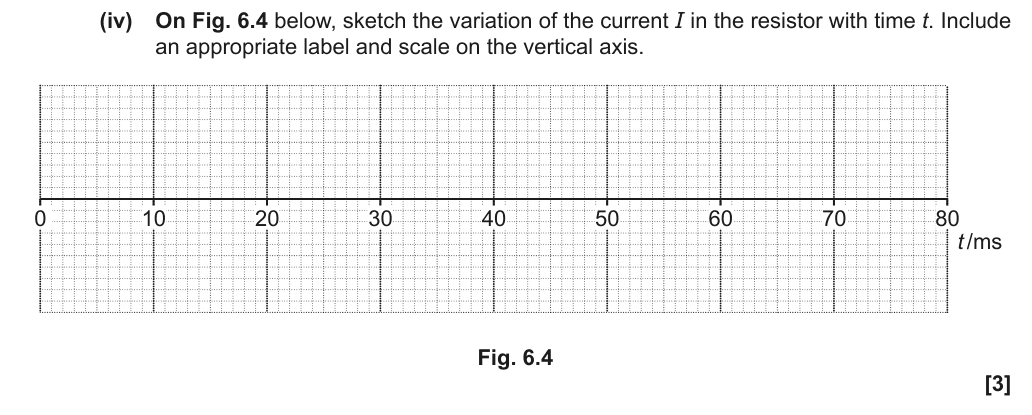 (iv) On Fig. 6.4 below, sketch the variation of the current I in the resistor with time t. Include
an appropriate label and scale on the vertical axis.
0 10 20 30 40 50 60 70 80
t/ms
Fig. 6.4
[3]